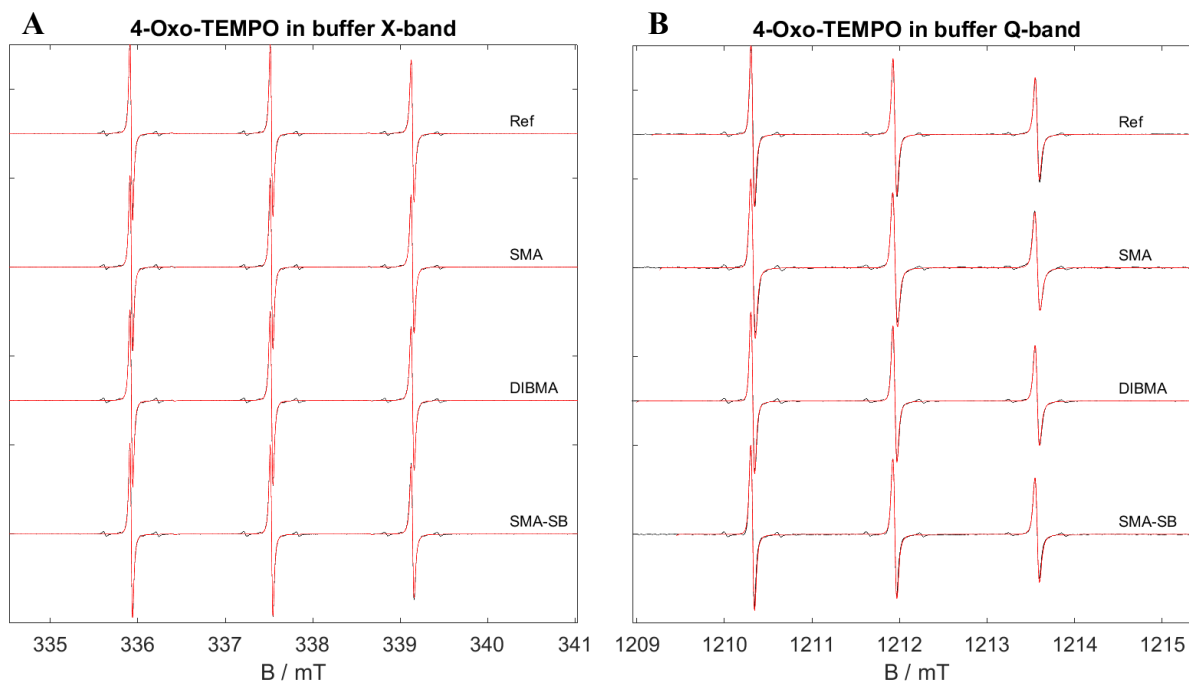 A
4-Oxo-TEMPO in buffer X-band
Ref
SMA
DIBMA
SMA-SB
335 336 337 338 339 340 341
B / mT
B
4-Oxo-TEMPO in buffer Q-band
Ref
SMA
DIBMA
SMA-SB
1209 1210 1211 1212 1213 1214 1215
B / mT